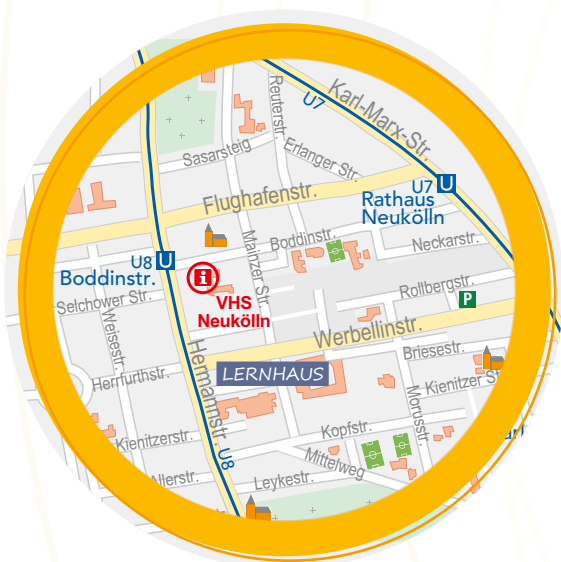 U7
Karl-Marx-Str.
Reuterstr.
Sasarsteig
Erlanger Str.
Flughafenstr.
U7 U
Rathaus
Neukölln
Mainzer Str.
Boddinstr.
Neckarstr.
U8 U
Boddinstr.
Selchower Str.
i
VHS
Neukölln
Rollbergstr.
P
Weisestr.
Werbellinstr.
Hermannstr.
Briesestr.
Herrfurthstr.
LERNHAUS
Kienitzer S
Morusstr.
Kienitzerstr.
Kopfstr.
U8
Mittelweg
Allerstr.
Leykestr.